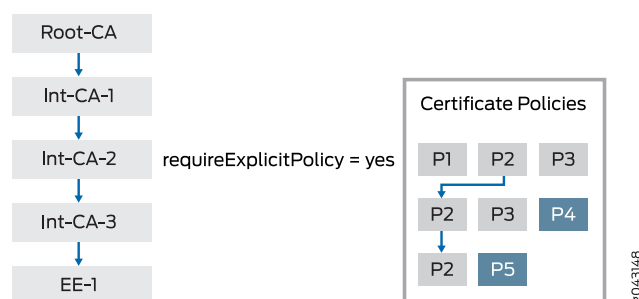 Root-CA
Int-CA-1
Int-CA-2
requireExplicitPolicy = yes
Int-CA-3
EE-1
Certificate Policies
P1 P2 P3
P2 P3 P4
P2 P5